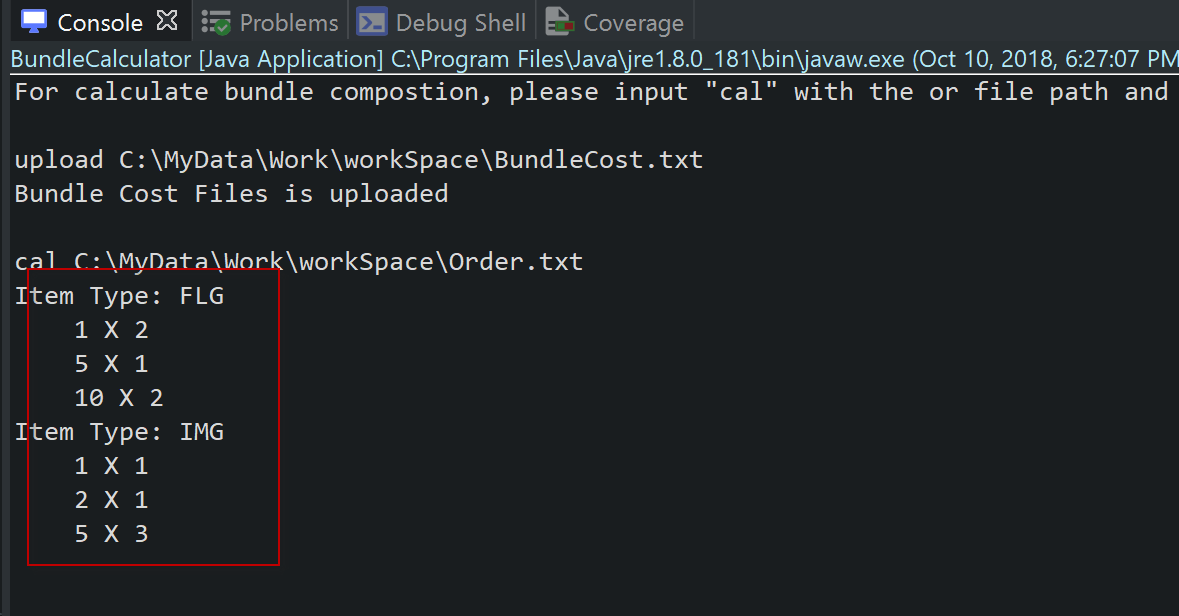 Console Problems Debug Shell Coverage
BundleCalculator [Java Application] C:\Program Files\Java\jre1.8.0_181\bin\javaw.exe (Oct 10, 2018, 6:27:07 PM
For calculate bundle compostion, please input "cal" with the or file path and
upload C:\MyData\Work\workSpace\BundleCost.txt
Bundle Cost Files is uploaded
cal C:\MyData\Work\workSpace\Order.txt
Item Type: FLG
1 X 2
5 X 1
10 X 2
Item Type: IMG
1 X 1
2 X 1
5 X 3